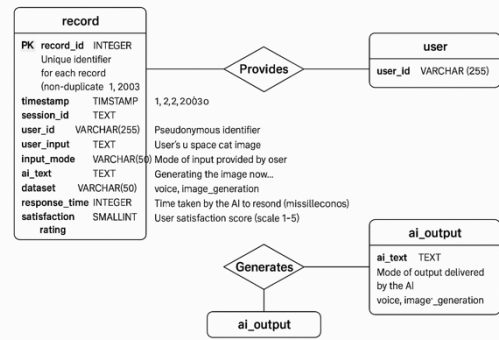 record
PK record_id INTEGER
Unique identifier
for each record
(non-duplicate 1, 2003
timestamp TIMSTAMP 1, 2,2,2003o
session_id TEXT
user_id VARCHAR(255) Pseudonymous identifier
user_input TEXT User's u space cat image
input_mode VARCHAR(50) Mode of input provided by oser
ai_text TEXT Generating the image now...
dataset VARCHAR(50) voice, image_generation
response_time INTEGER Time taken by the AI to resond (missilleconos)
satisfaction SMALLINT User satisfaction score (scale 1-5)
rating
Provides
user
user_id VARCHAR (255)
Generates
ai_output
ai_output
ai_text TEXT
Mode of output delivered
by the AI
voice, image'_generation